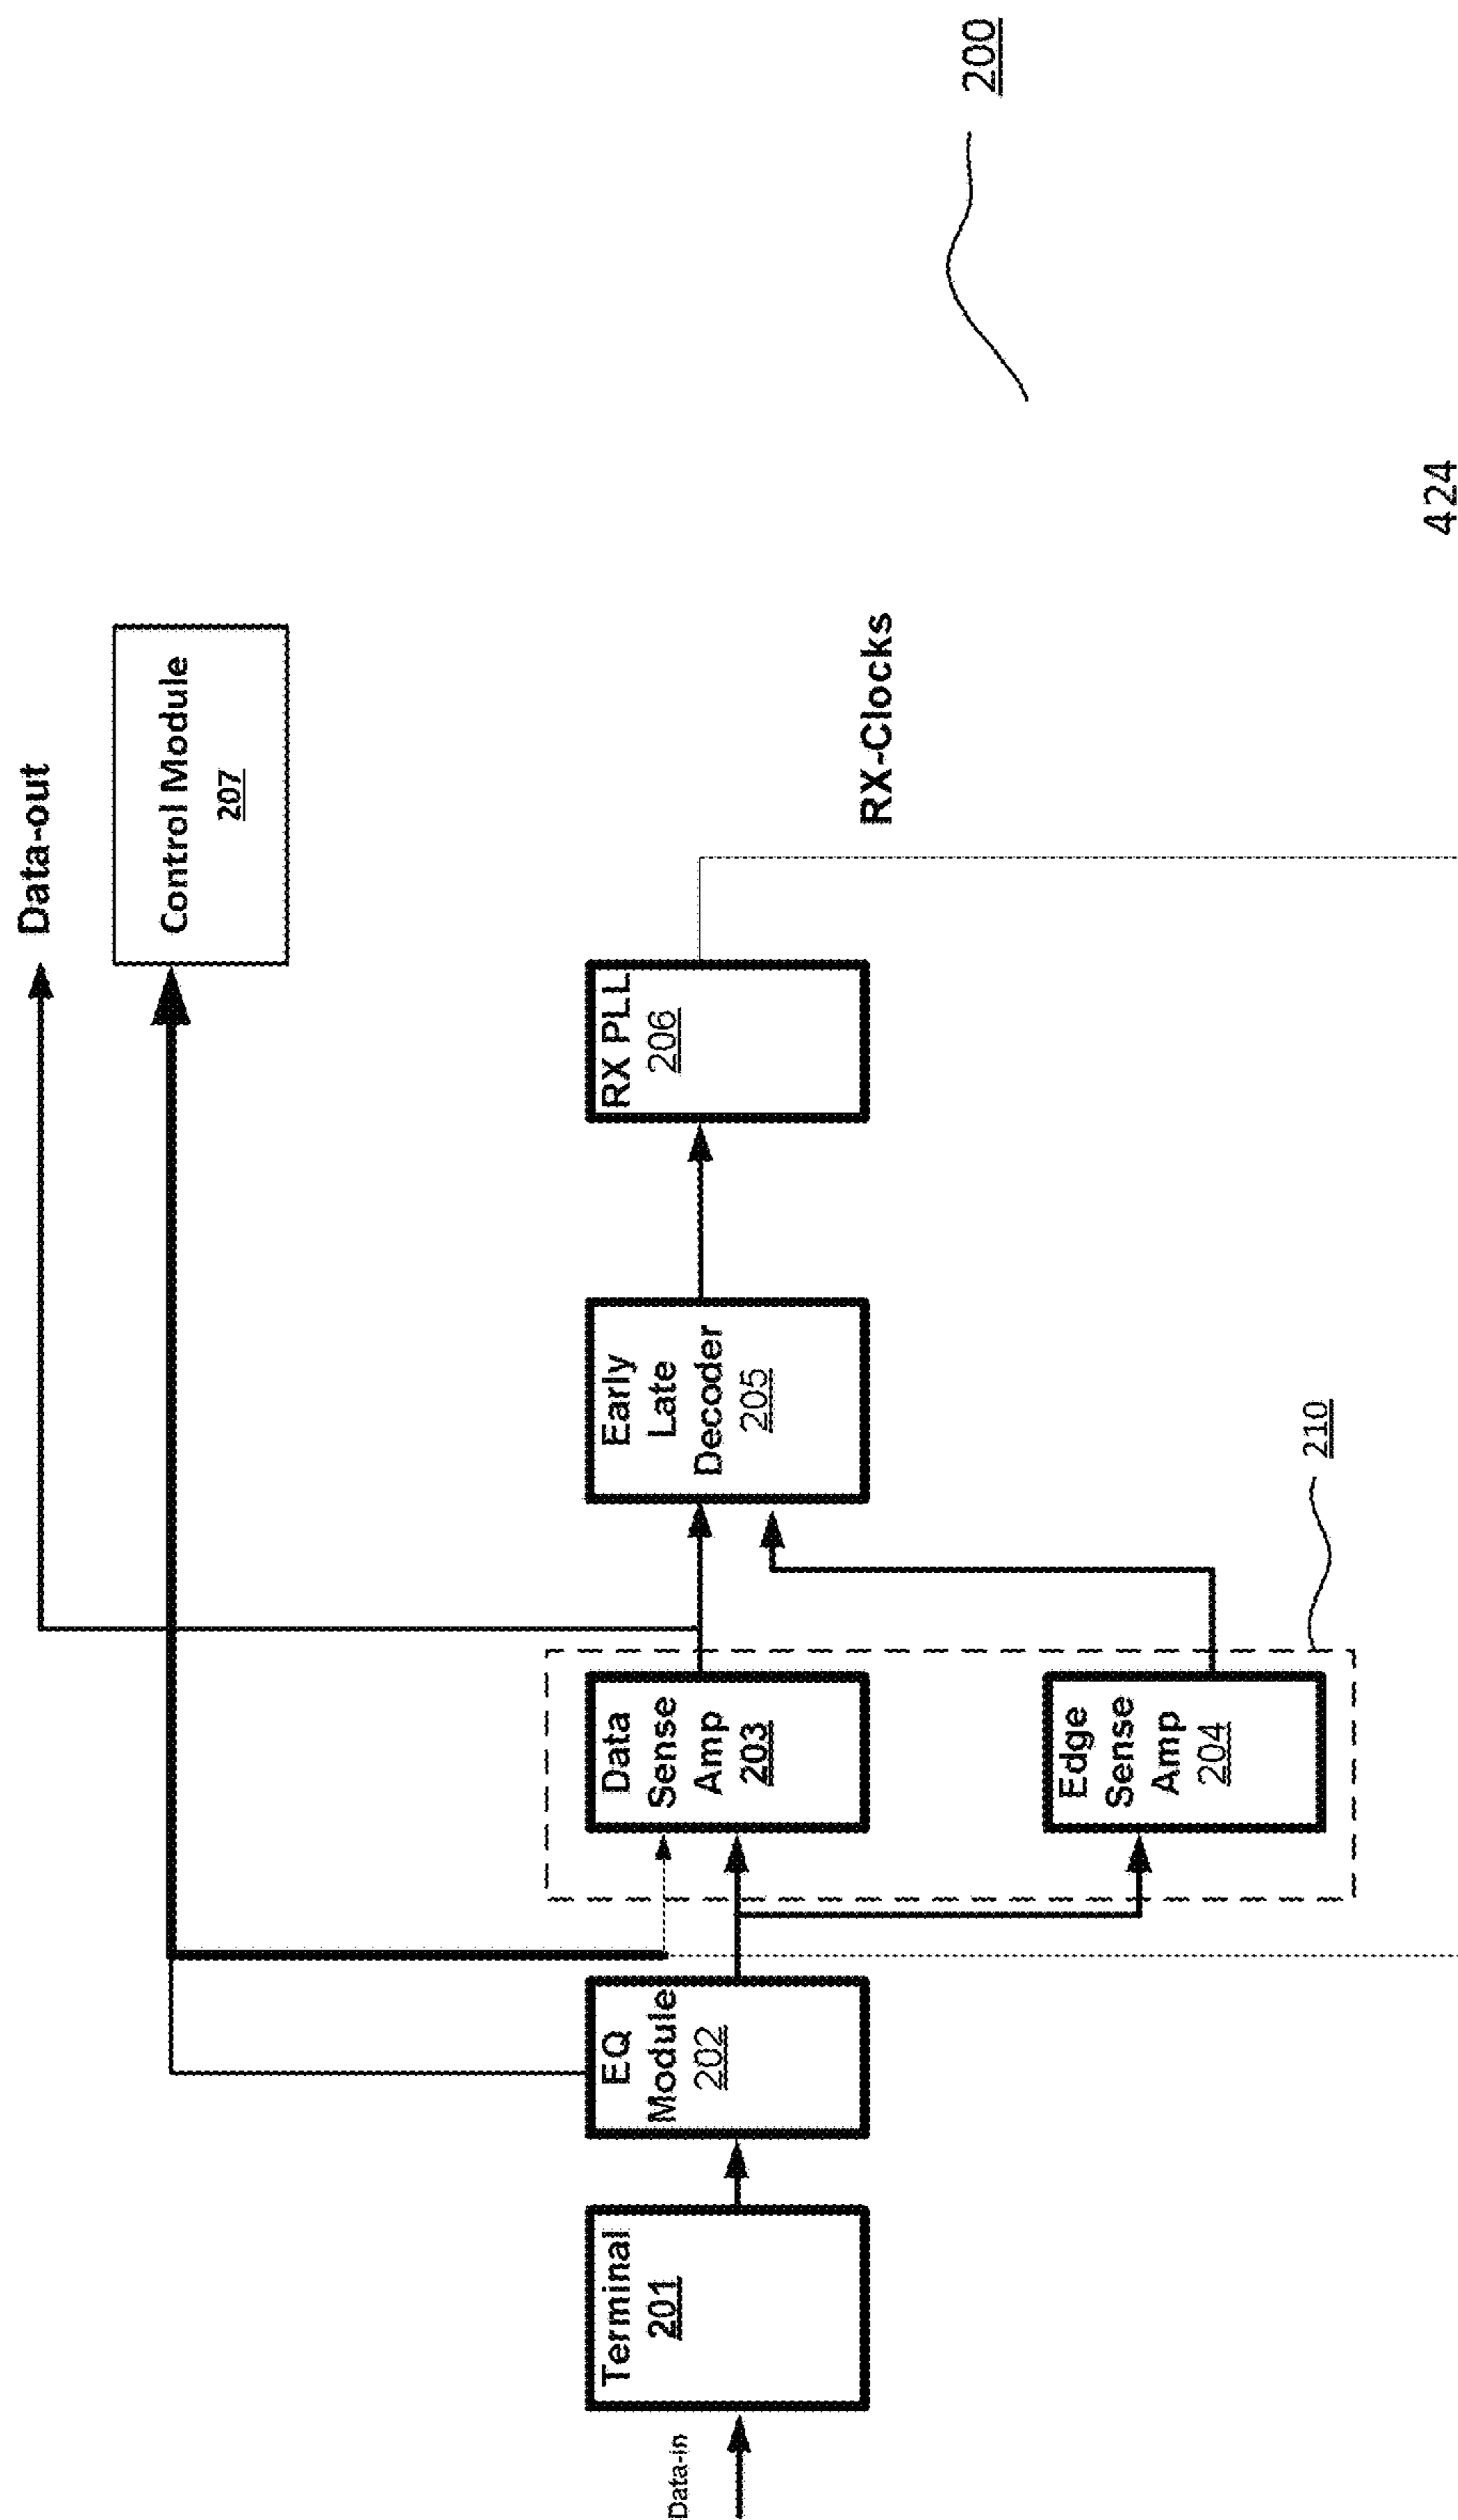 Data-out
Control Module
207
Data-in
Terminal
201
EQ
Module
202
Data
Sense
Amp
203
Edge
Sense
Amp
204
210
Early
Late
Decoder
205
RX PLL
206
RX-Clocks
200
424